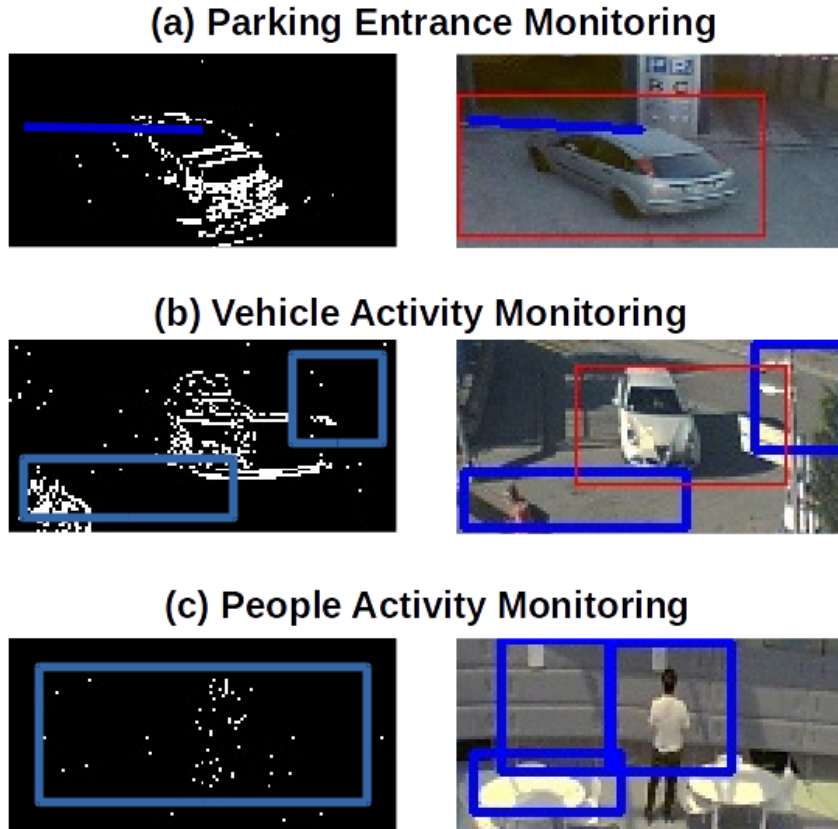 (a) Parking Entrance Monitoring
(b) Vehicle Activity Monitoring
(c) People Activity Monitoring